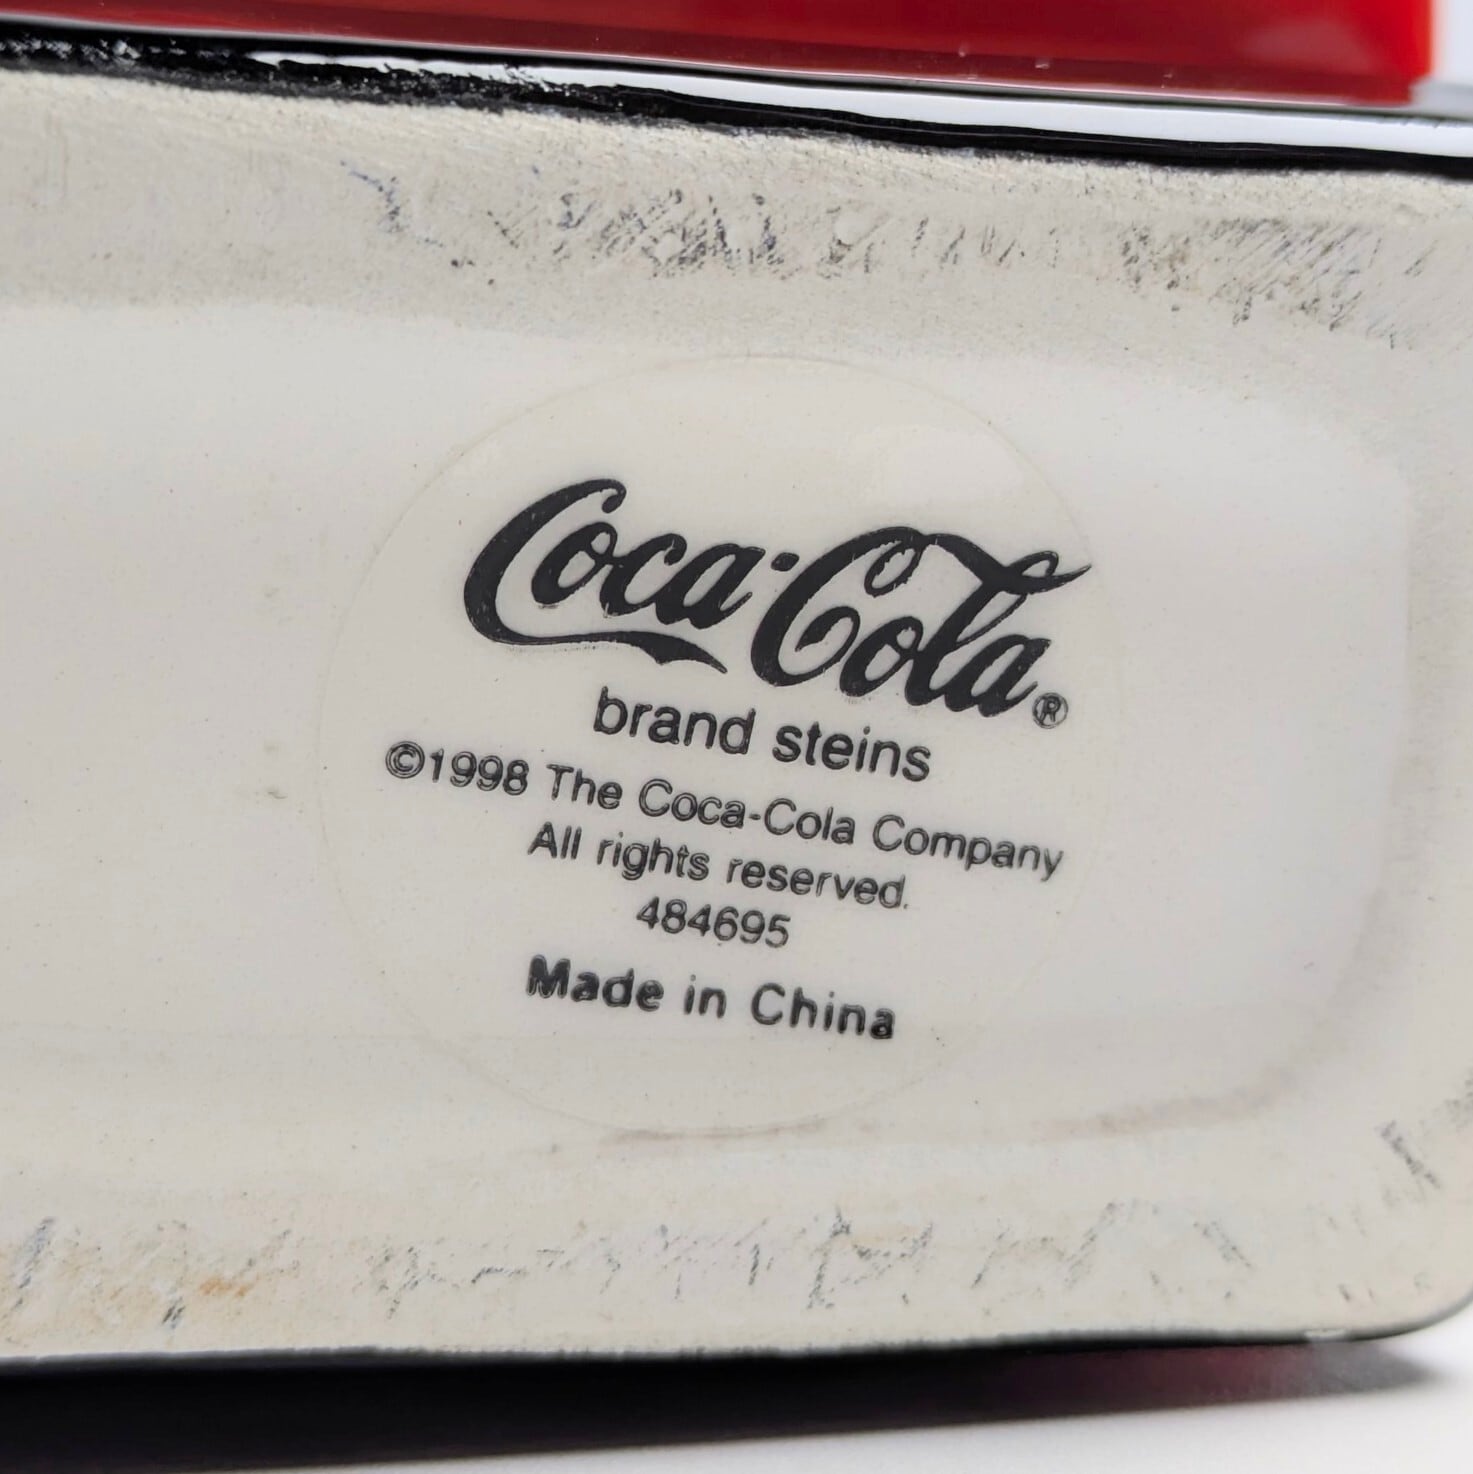 Coca-Cola®
brand steins
©1998 The Coca-Cola Company
All rights reserved.
484695
Made in China